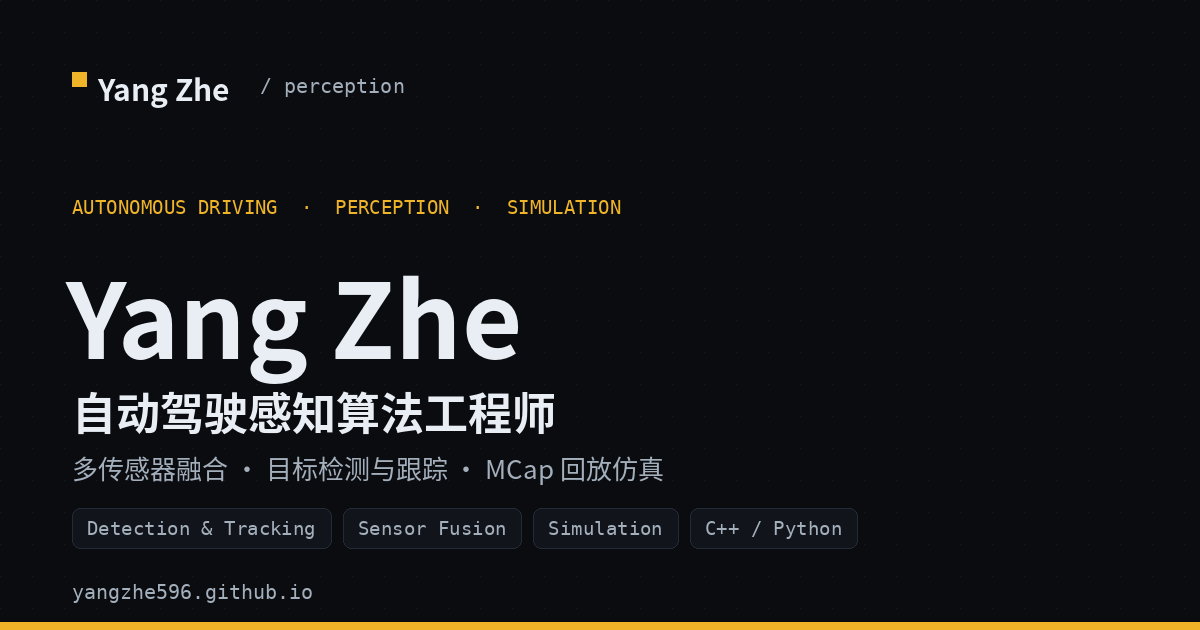 Yang Zhe / perception
AUTONOMOUS DRIVING · PERCEPTION · SIMULATION
Yang Zhe
自动驾驶感知算法工程师
多传感器融合 · 目标检测与跟踪 · MCap 回放仿真
Detection & Tracking Sensor Fusion Simulation C++ / Python
yangzhe596.github.io